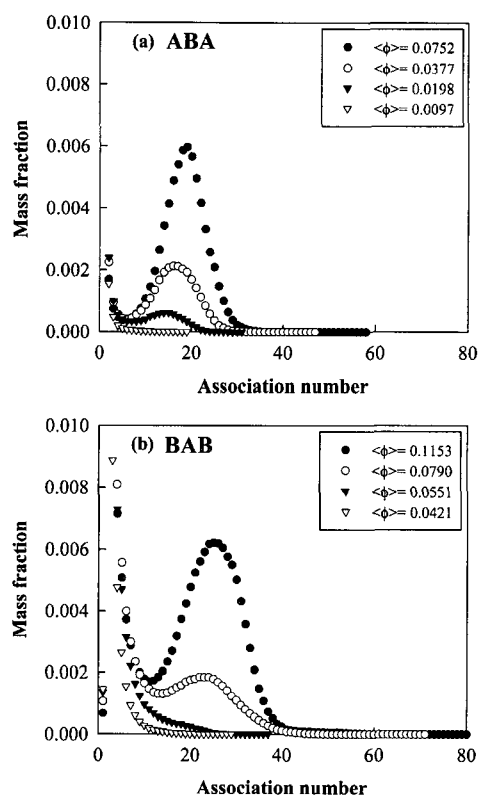 (a) ABA
<ϕ>= 0.0752
<ϕ>= 0.0377
<ϕ>= 0.0198
<ϕ>= 0.0097
Mass fraction
0.010
0.008
0.006
0.004
0.002
0.000
0 20 40 60 80
Association number
(b) BAB
<ϕ>= 0.1153
<ϕ>= 0.0790
<ϕ>= 0.0551
<ϕ>= 0.0421
Mass fraction
0.010
0.008
0.006
0.004
0.002
0.000
0 20 40 60 80
Association number